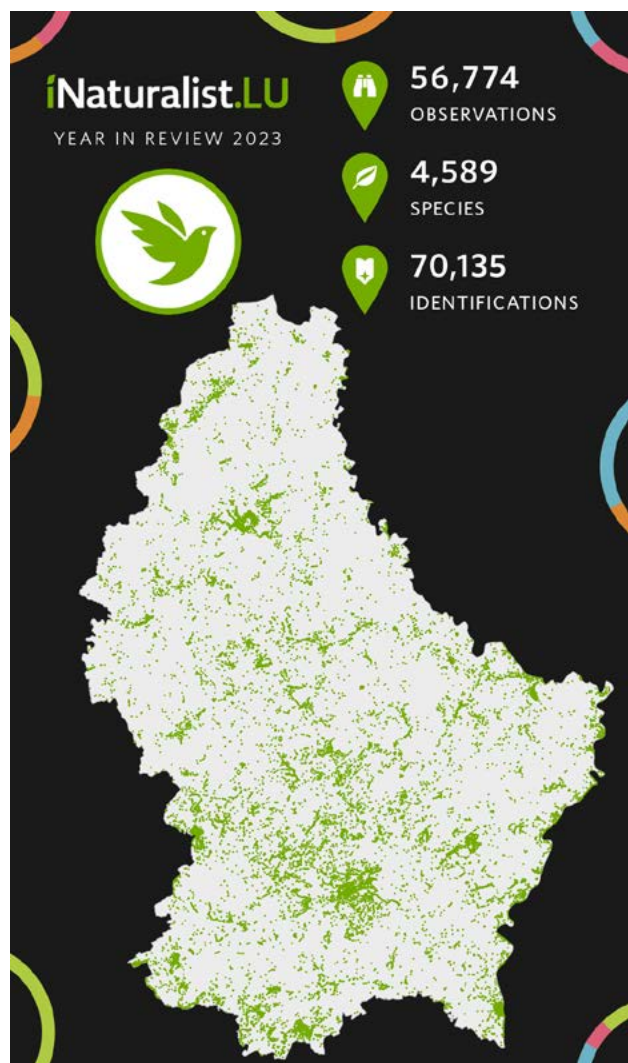 iNaturalist.LU
YEAR IN REVIEW 2023
56,774
OBSERVATIONS
4,589
SPECIES
70,135
IDENTIFICATIONS